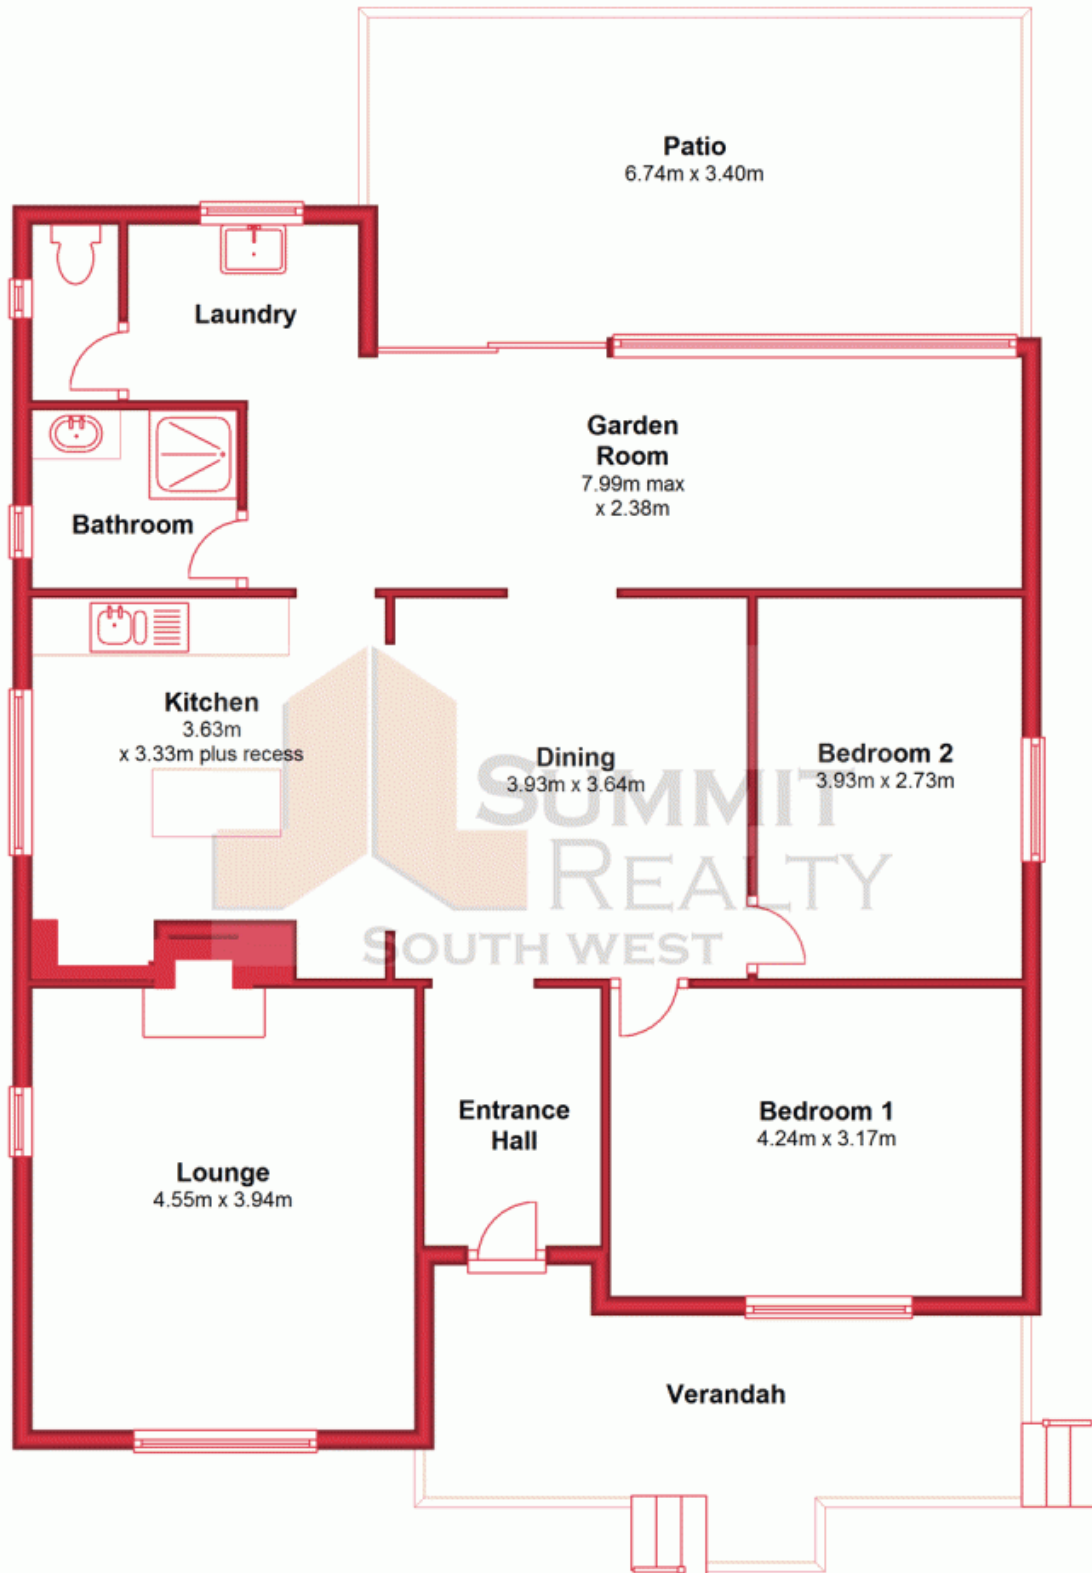 Patio
6.74m x 3.40m
Laundry
Garden
Room
7.99m max
x 2.38m
Bathroom
Kitchen
3.63m
x 3.33m plus recess
Dining
3.93m x 3.64m
Bedroom 2
3.93m x 2.73m
SUMMIT
REALTY
SOUTH WEST
Entrance
Hall
Bedroom 1
4.24m x 3.17m
Lounge
4.55m x 3.94m
Verandah